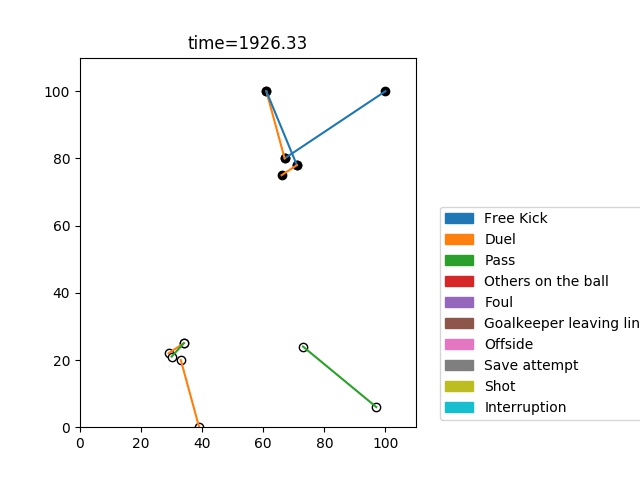 time=1926.33
100
80
60
40
20
0
0 20 40 60 80 100
Free Kick
Duel
Pass
Others on the ball
Foul
Goalkeeper leaving lin
Offside
Save attempt
Shot
Interruption